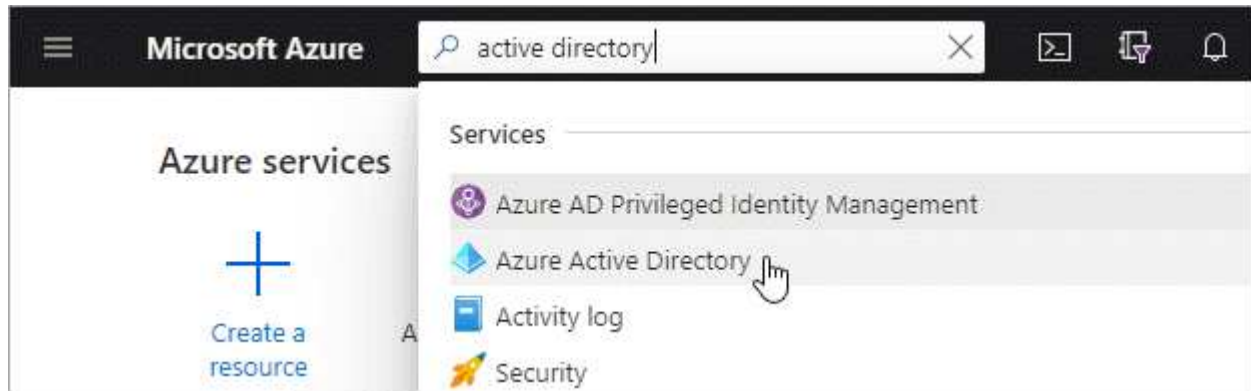 Microsoft Azure
active directory
Azure services
Create a
resource
A
Services
Azure AD Privileged Identity Management
Azure Active Directory
Activity log
Security